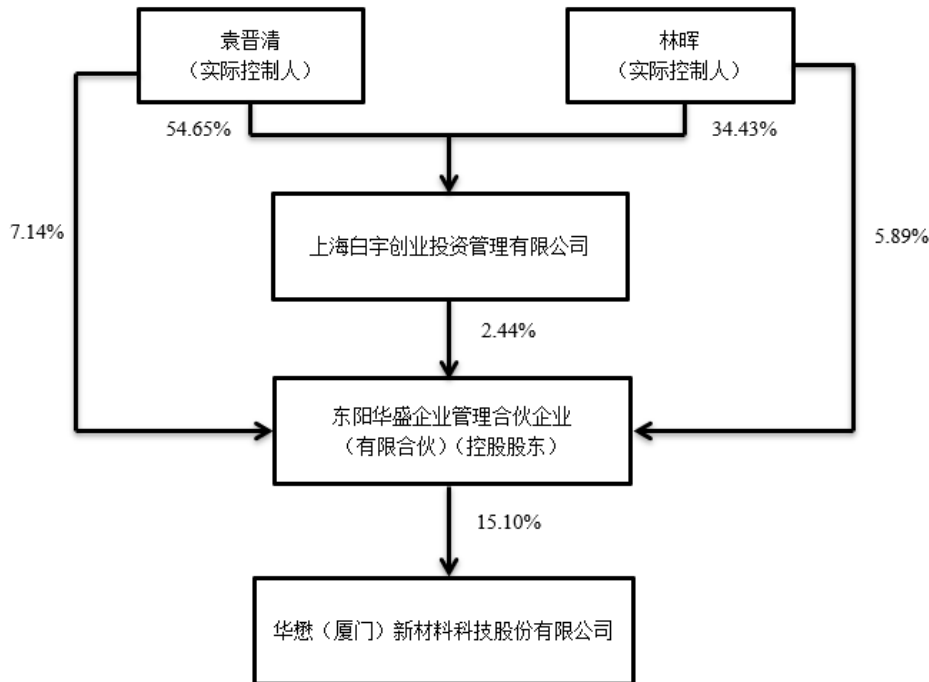 袁晋清
（实际控制人）
林晖
（实际控制人）
54.65%
34.43%
7.14%
5.89%
上海白宇创业投资管理有限公司
2.44%
东阳华盛企业管理合伙企业
（有限合伙）（控股股东）
15.10%
华懋（厦门）新材料科技股份有限公司